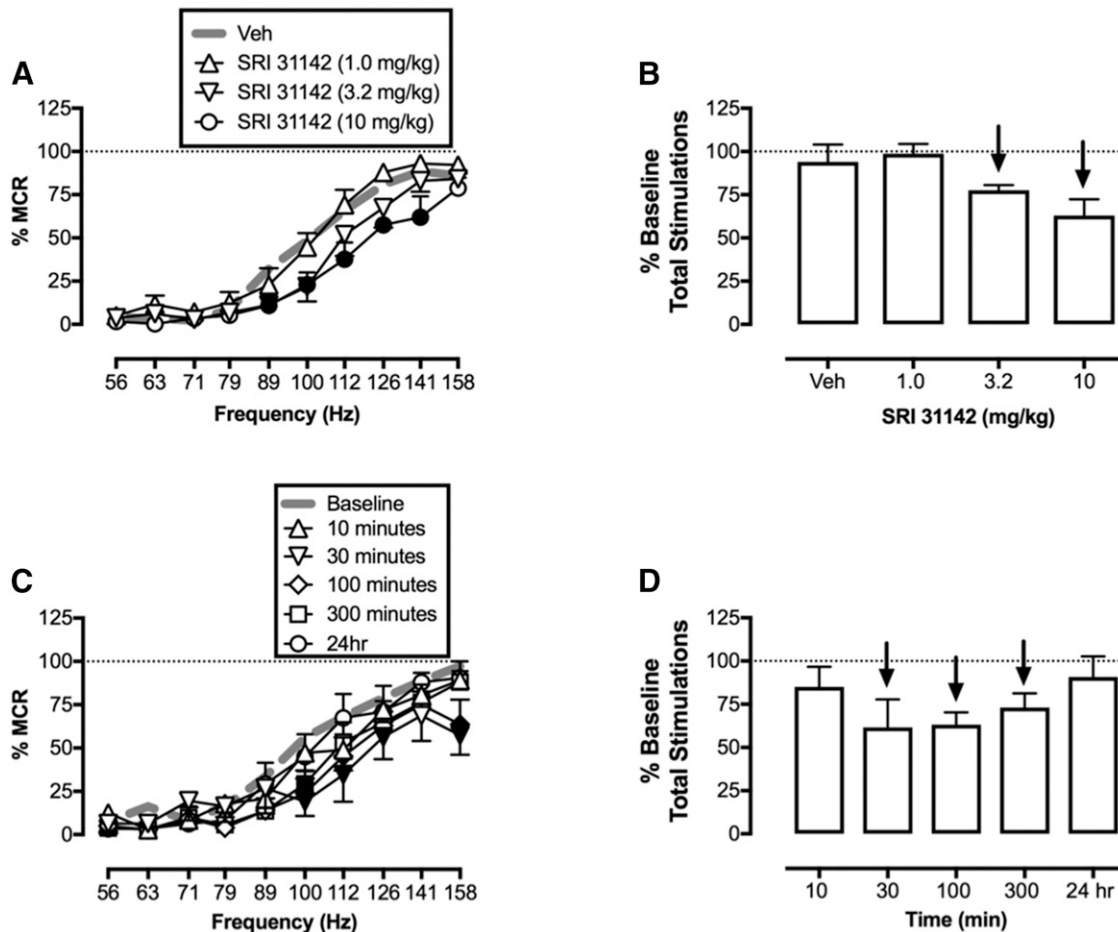 A
Veh
SRI 31142 (1.0 mg/kg)
SRI 31142 (3.2 mg/kg)
SRI 31142 (10 mg/kg)
% MCR
125
100
75
50
25
0
56 63 71 79 89 100 112 126 141 158
Frequency (Hz)
B
% Baseline
Total Stimulations
125
100
75
50
25
0
Veh 1.0 3.2 10
SRI 31142 (mg/kg)
C
Baseline
10 minutes
30 minutes
100 minutes
300 minutes
24hr
% MCR
125
100
75
50
25
0
56 63 71 79 89 100 112 126 141 158
Frequency (Hz)
D
% Baseline
Total Stimulations
125
100
75
50
25
0
10 30 100 300 24 hr
Time (min)